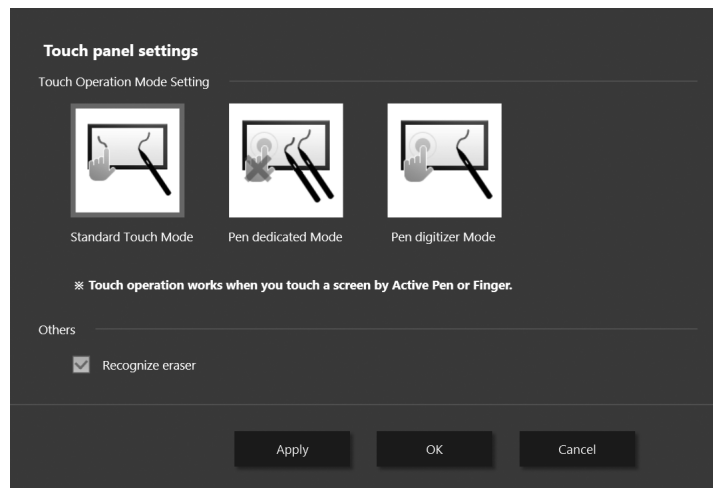 Touch panel settings
Touch Operation Mode Setting
Standard Touch Mode
Pen dedicated Mode
Pen digitizer Mode
※ Touch operation works when you touch a screen by Active Pen or Finger.
Others
Recognize eraser
Apply
OK
Cancel